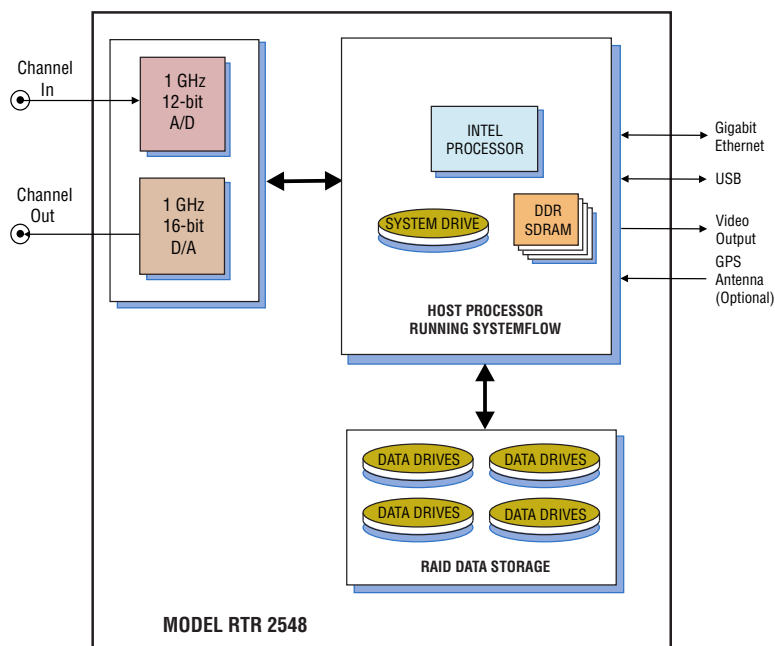 Channel
In
1 GHz
12-bit
A/D
Channel
Out
1 GHz
16-bit
D/A
INTEL
PROCESSOR
SYSTEM DRIVE
DDR
SDRAM
HOST PROCESSOR
RUNNING SYSTEMFLOW
Gigabit
Ethernet
USB
Video
Output
GPS
Antenna
(Optional)
DATA DRIVES
DATA DRIVES
DATA DRIVES
DATA DRIVES
RAID DATA STORAGE
MODEL RTR 2548